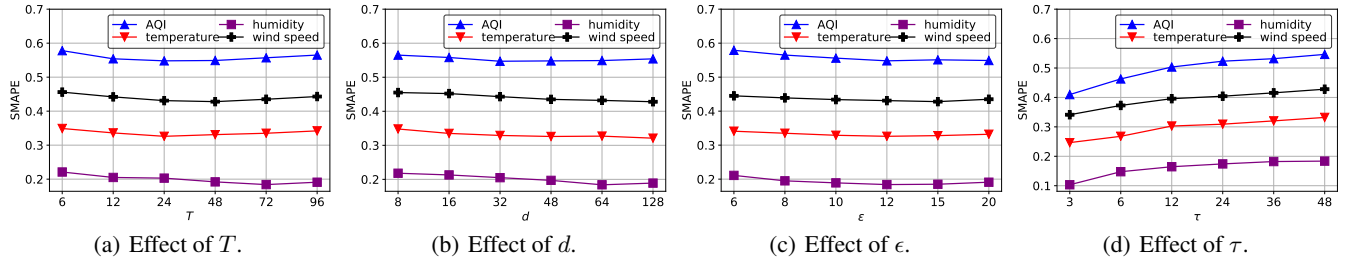 0.7
0.6
0.5
0.4
0.3
0.2
SMAPE
AQI
temperature
humidity
wind speed
6 12 24 48 72 96
T
(a) Effect of T.
0.7
0.6
0.5
0.4
0.3
0.2
SMAPE
AQI
temperature
humidity
wind speed
8 16 32 48 64 128
d
(b) Effect of d.
0.7
0.6
0.5
0.4
0.3
0.2
SMAPE
AQI
temperature
humidity
wind speed
6 8 10 12 15 20
ε
(c) Effect of ϵ.
0.7
0.6
0.5
0.4
0.3
0.2
0.1
SMAPE
AQI
temperature
humidity
wind speed
3 6 12 24 36 48
τ
(d) Effect of τ.